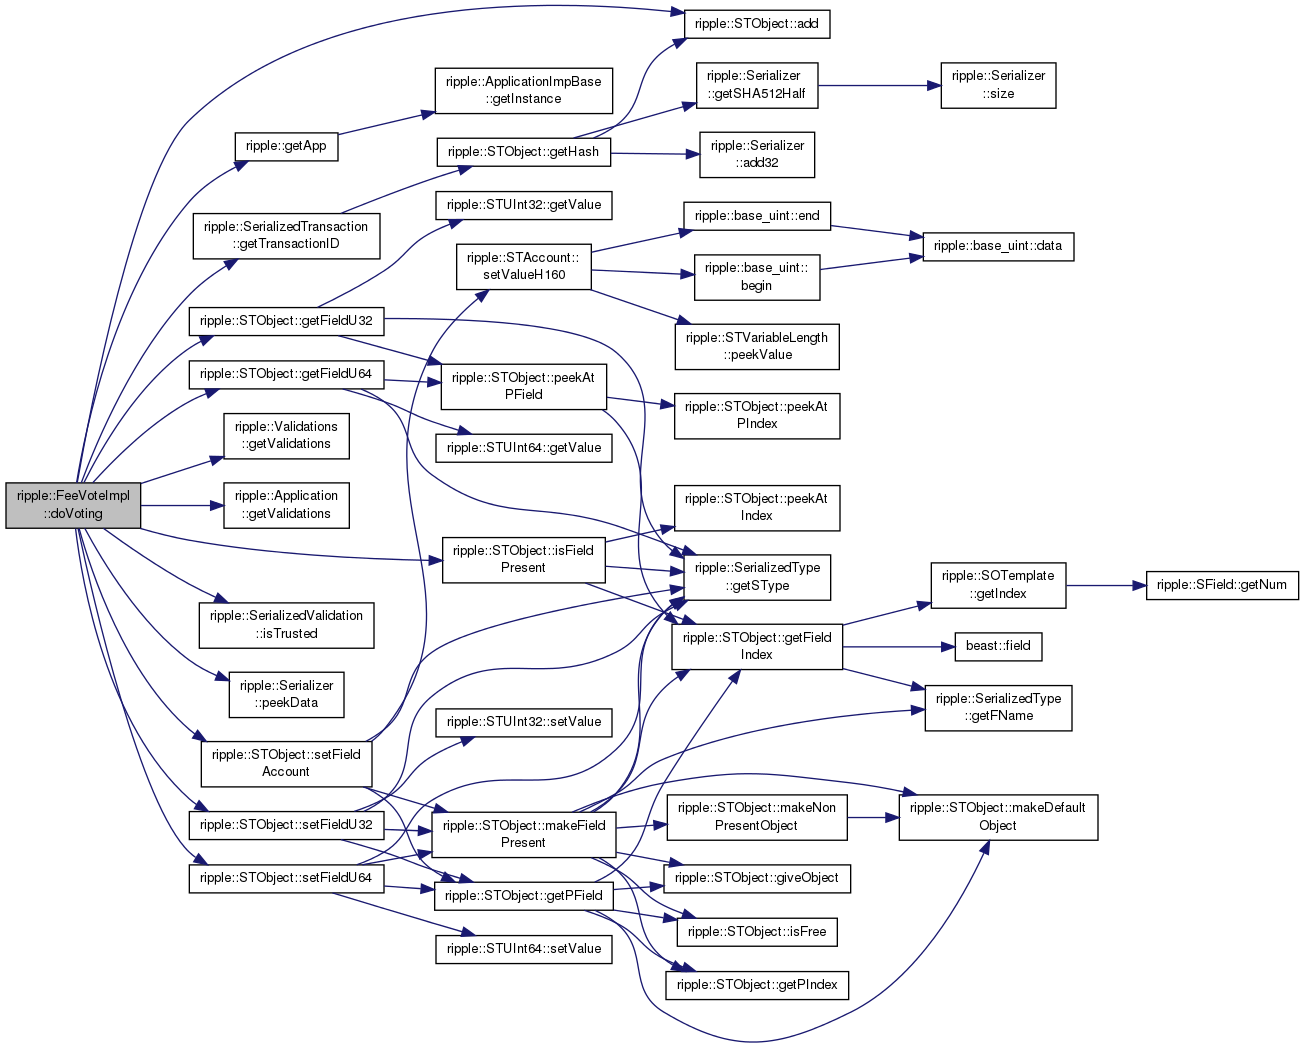 ripple::FeeVoteImpl
::doVoting
ripple::getApp
ripple::SerializedTransaction
::getTransactionID
ripple::STObject::getFieldU32
ripple::STObject::getFieldU64
ripple::Validations
::getValidations
ripple::Application
::getValidations
ripple::SerializedValidation
::isTrusted
ripple::Serializer
::peekData
ripple::STObject::setField
Account
ripple::STObject::setFieldU32
ripple::STObject::setFieldU64
ripple::ApplicationImpBase
::getInstance
ripple::STObject::getHash
ripple::STUInt32::getValue
ripple::STAccount::
setValueH160
ripple::STObject::peekAt
PField
ripple::STUInt64::getValue
ripple::STObject::isField
Present
ripple::STUInt32::setValue
ripple::STObject::makeField
Present
ripple::STObject::getPField
ripple::STUInt64::setValue
ripple::STObject::add
ripple::Serializer
::getSHA512Half
ripple::Serializer
::add32
ripple::base_uint::end
ripple::base_uint::
begin
ripple::STVariableLength
::peekValue
ripple::STObject::peekAt
PIndex
ripple::STObject::peekAt
Index
ripple::SerializedType
::getSType
ripple::STObject::getField
Index
ripple::STObject::makeNon
PresentObject
ripple::STObject::giveObject
ripple::STObject::isFree
ripple::STObject::getPIndex
ripple::Serializer
::size
ripple::base_uint::data
ripple::SOTemplate
::getIndex
beast::field
ripple::SerializedType
::getFName
ripple::STObject::makeDefault
Object
ripple::SField::getNum